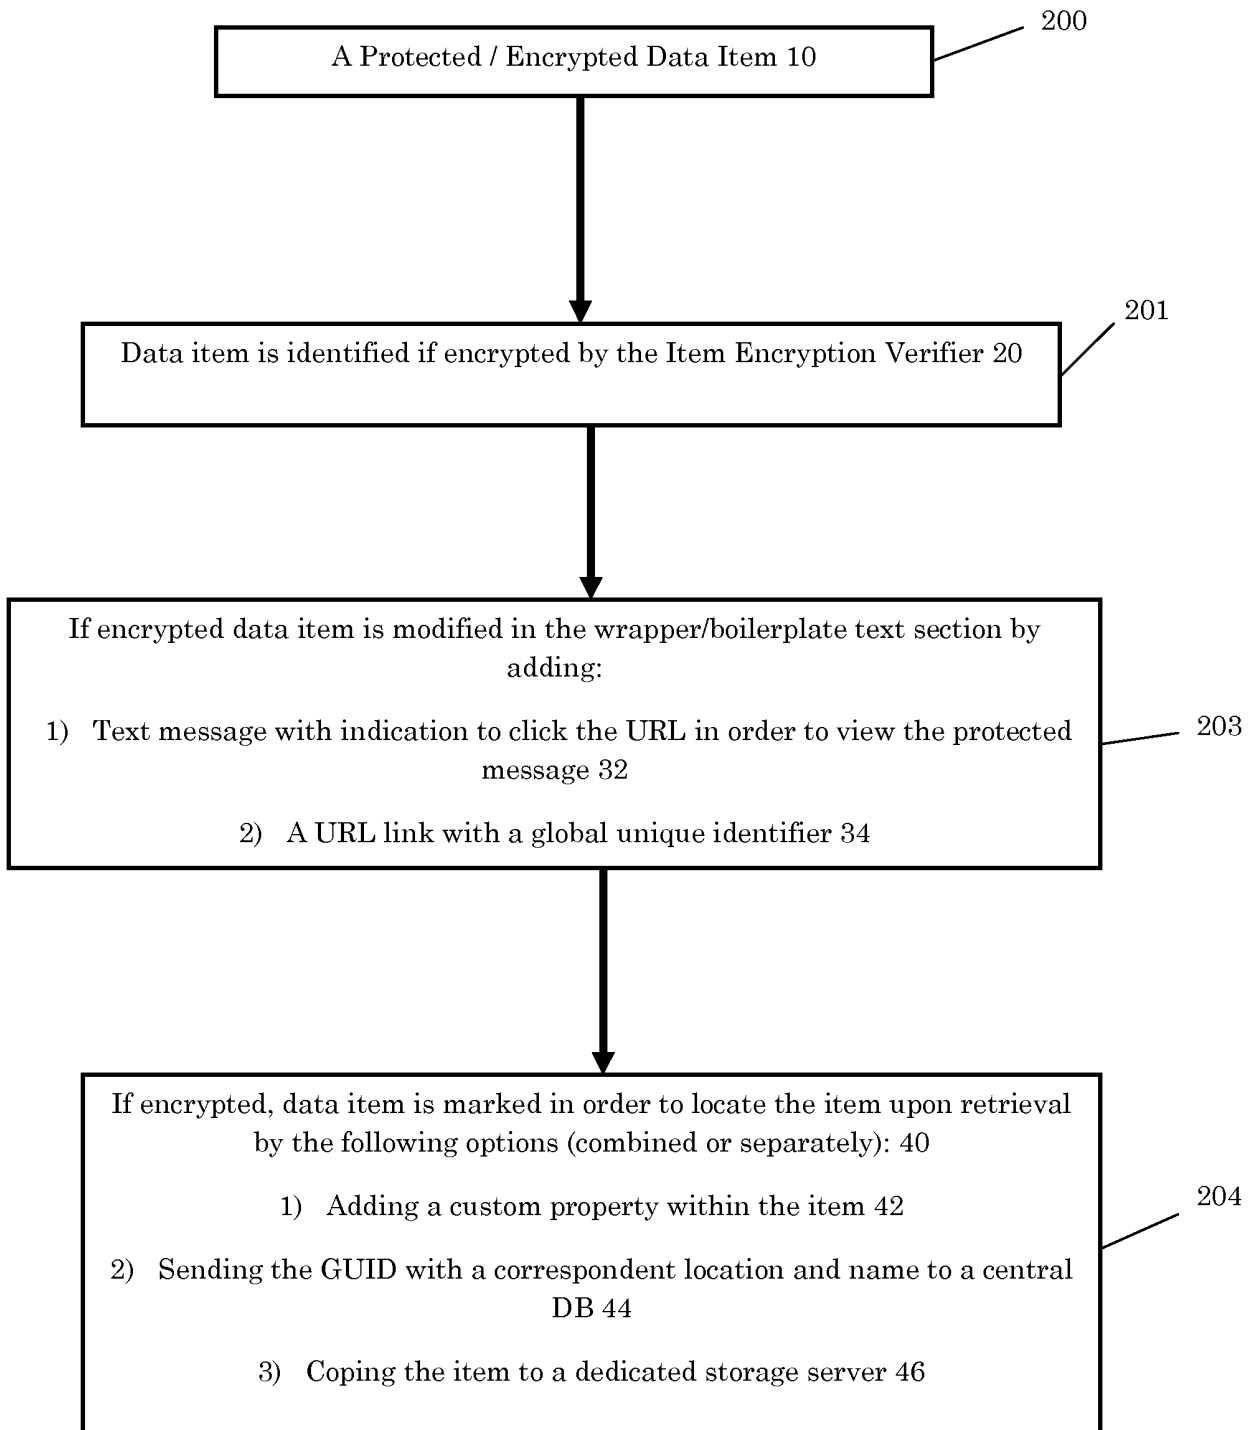 200
A Protected / Encrypted Data Item 10
201
Data item is identified if encrypted by the Item Encryption Verifier 20
If encrypted data item is modified in the wrapper/boilerplate text section by
adding:
1) Text message with indication to click the URL in order to view the protected
message 32
2) A URL link with a global unique identifier 34
203
If encrypted, data item is marked in order to locate the item upon retrieval
by the following options (combined or separately): 40
1) Adding a custom property within the item 42
204
2) Sending the GUID with a correspondent location and name to a central
DB 44
3) Coping the item to a dedicated storage server 46